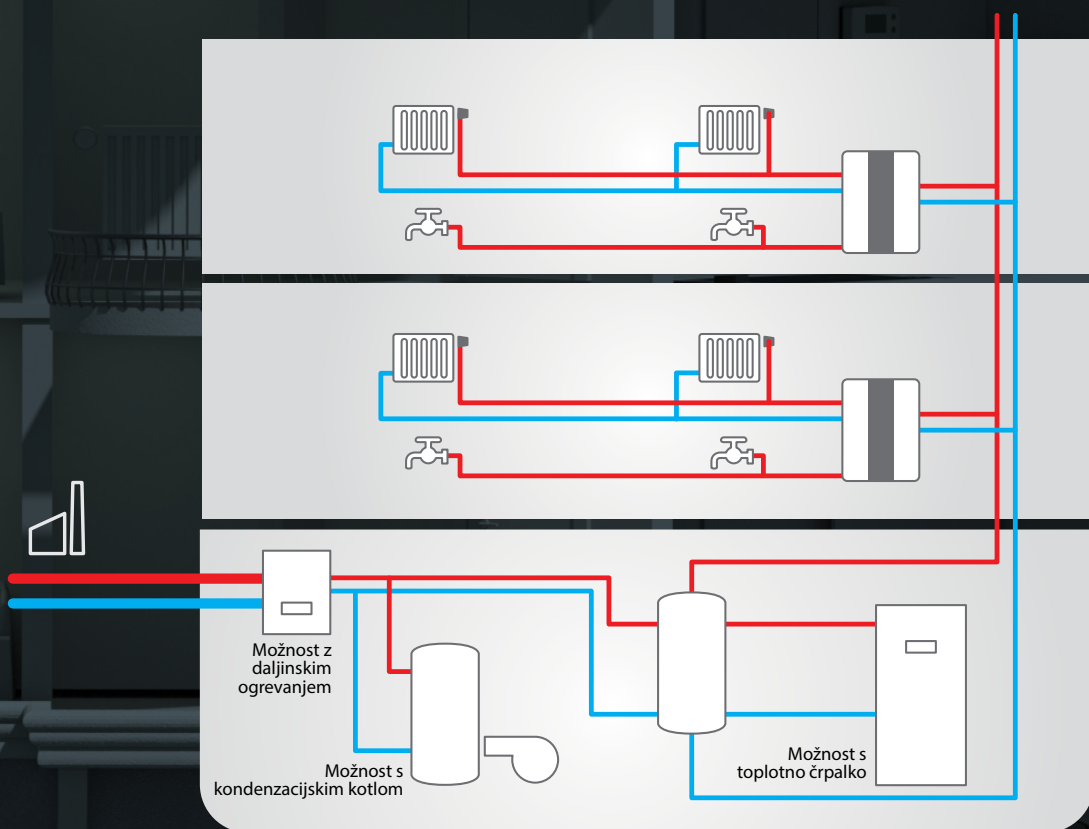 Možnost z
daljinskim
ogrevanjem
Možnost s
kondenzacijskim kotlom
Možnost s
toplotno črpalko